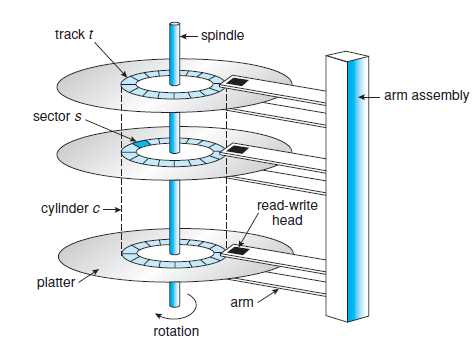 track t
spindle
arm assembly
sector s
cylinder c
read-write
head
platter
arm
rotation